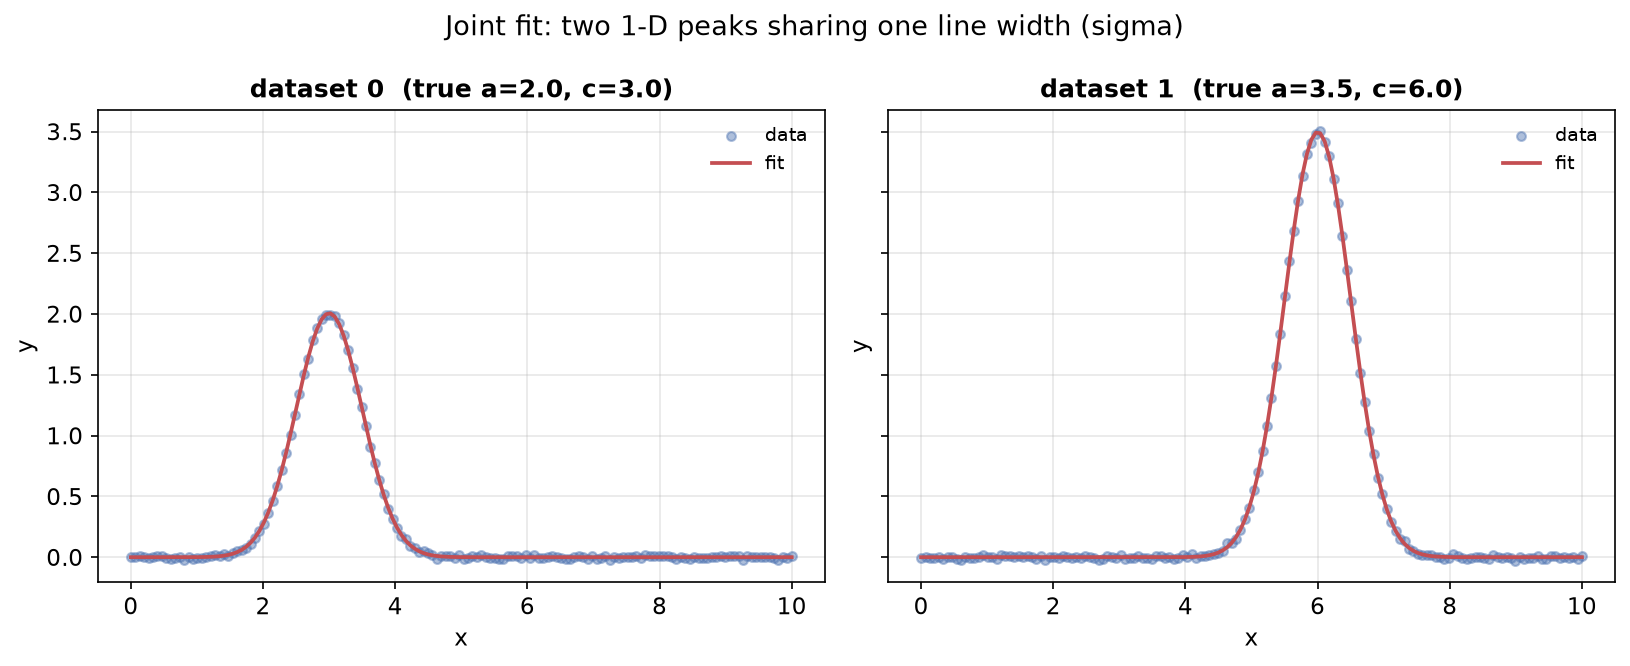 Joint fit: two 1-D peaks sharing one line width (sigma)
dataset 0  (true a=2.0, c=3.0)
3.5
3.0
2.5
2.0
1.5
1.0
0.5
0.0
y
data
fit
0 2 4 6 8 10
x
dataset 1  (true a=3.5, c=6.0)
y
data
fit
0 2 4 6 8 10
x